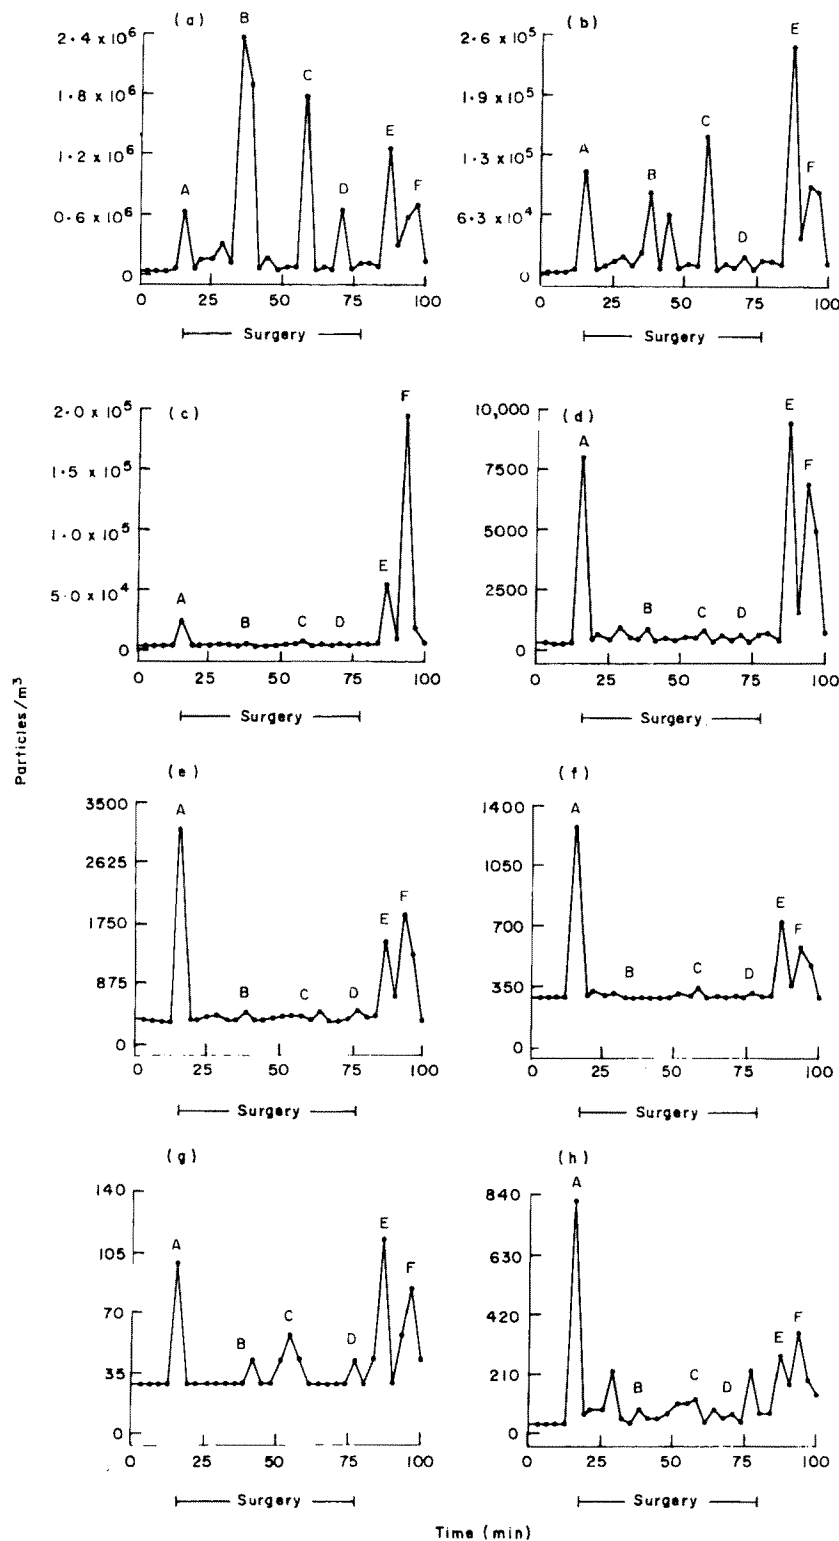 (a)
2·4 x 10⁶
1·8 x 10⁶
1·2 x 10⁶
0·6 x 10⁶
0
A
B
C
D
E
F
0 25 50 75 100
Surgery
(b)
2·6 x 10⁵
1·9 x 10⁵
1·3 x 10⁵
6·3 x 10⁴
0
A
B
C
D
E
F
0 25 50 75 100
Surgery
(c)
2·0 x 10⁵
1·5 x 10⁵
1·0 x 10⁵
5·0 x 10⁴
0
A
B
C
D
E
F
0 25 50 75 100
Surgery
(d)
10,000
7500
5000
2500
0
A
B
C
D
E
F
0 25 50 75 100
Surgery
Particles/m³
(e)
3500
2625
1750
875
0
A
B
C
D
E
F
0 25 50 75 100
Surgery
(f)
1400
1050
700
350
0
A
B
C
D
E
F
0 25 50 75 100
Surgery
(g)
140
105
70
35
0
A
B
C
D
E
F
0 25 50 75 100
Surgery
(h)
840
630
420
210
0
A
B
C
D
E
F
0 25 50 75 100
Surgery
Time (min)